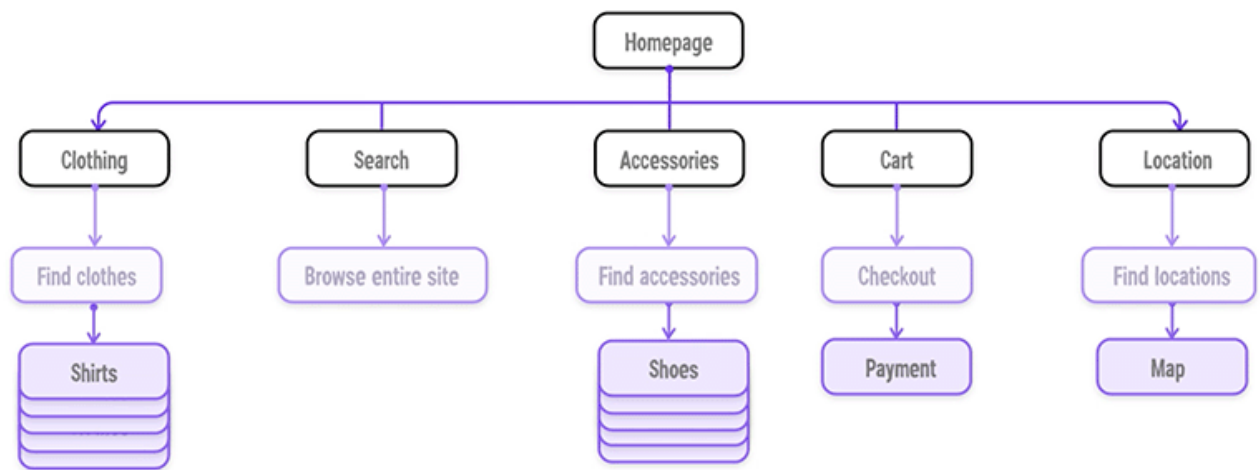 Homepage
Clothing
Search
Accessories
Cart
Location
Find clothes
Browse entire site
Find accessories
Checkout
Find locations
Shirts
Shoes
Payment
Map